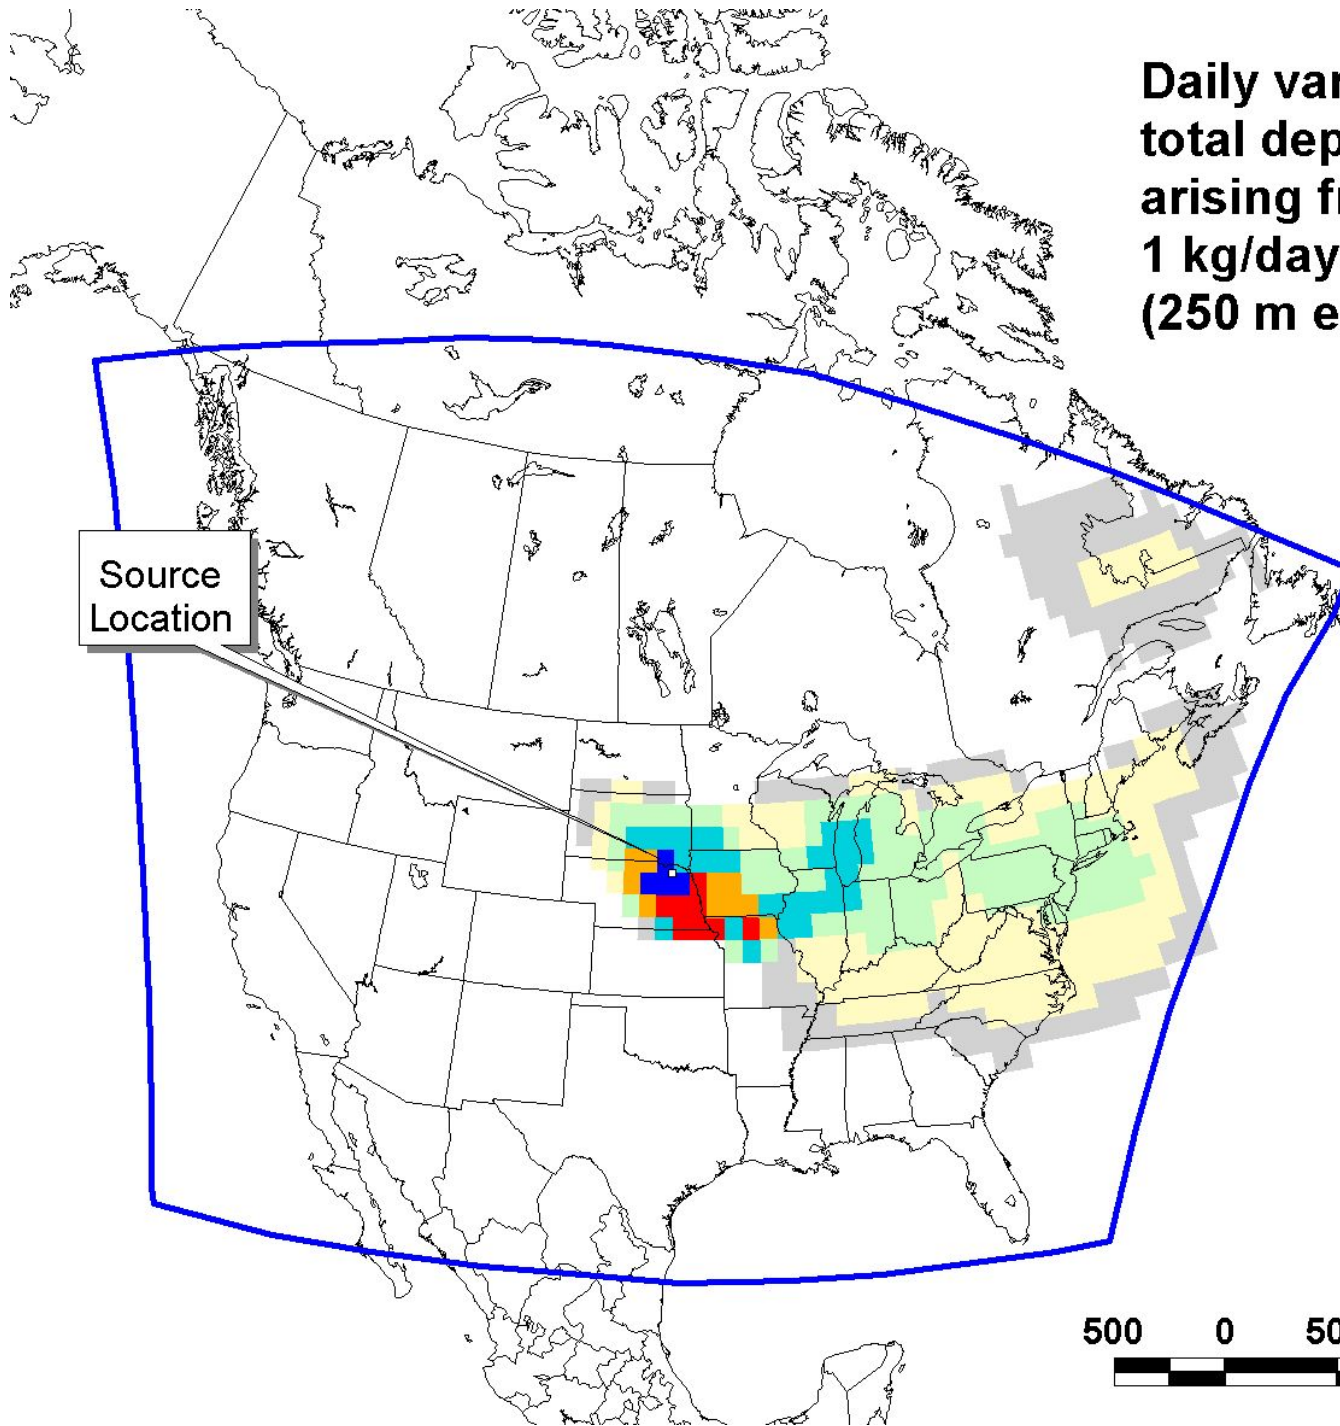 Daily var
total dep
arising fr
1 kg/day
(250 m e
Source
Location
500 0 50